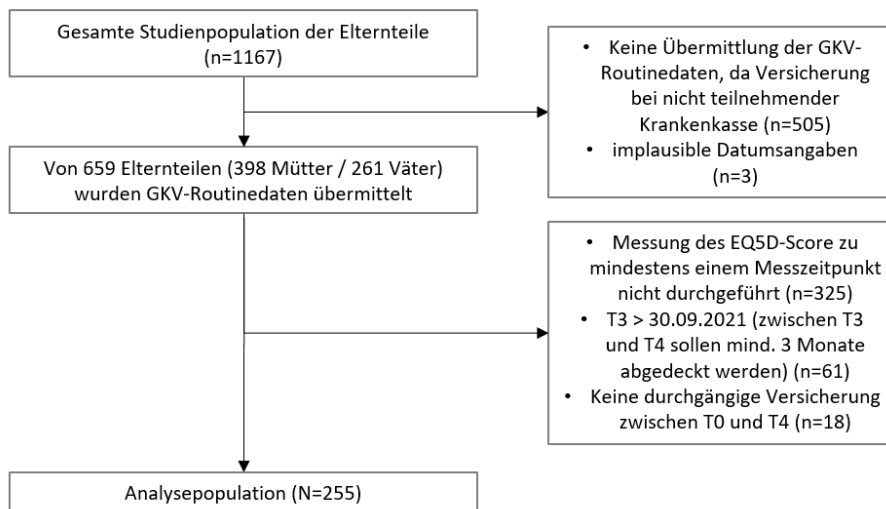 Gesamte Studienpopulation der Elternteile
(n=1167)
• Keine Übermittlung der GKV-
Routinedaten, da Versicherung
bei nicht teilnehmender
Krankenkasse (n=505)
• implausible Datumsangaben
(n=3)
Von 659 Elternteilen (398 Mütter / 261 Väter)
wurden GKV-Routinedaten übermittelt
• Messung des EQ5D-Score zu
mindestens einem Messzeitpunkt
nicht durchgeführt (n=325)
• T3 > 30.09.2021 (zwischen T3
und T4 sollen mind. 3 Monate
abgedeckt werden) (n=61)
• Keine durchgängige Versicherung
zwischen T0 und T4 (n=18)
Analysepopulation (N=255)